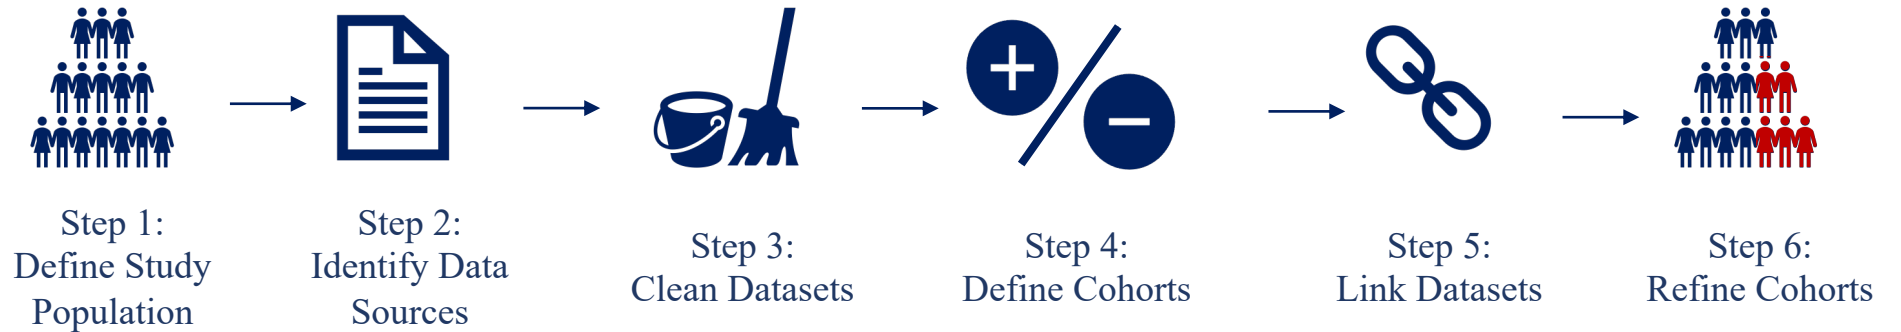 Step 1:
Define Study
Population
Step 2:
Identify Data
Sources
Step 3:
Clean Datasets
Step 4:
Define Cohorts
Step 5:
Link Datasets
Step 6:
Refine Cohorts